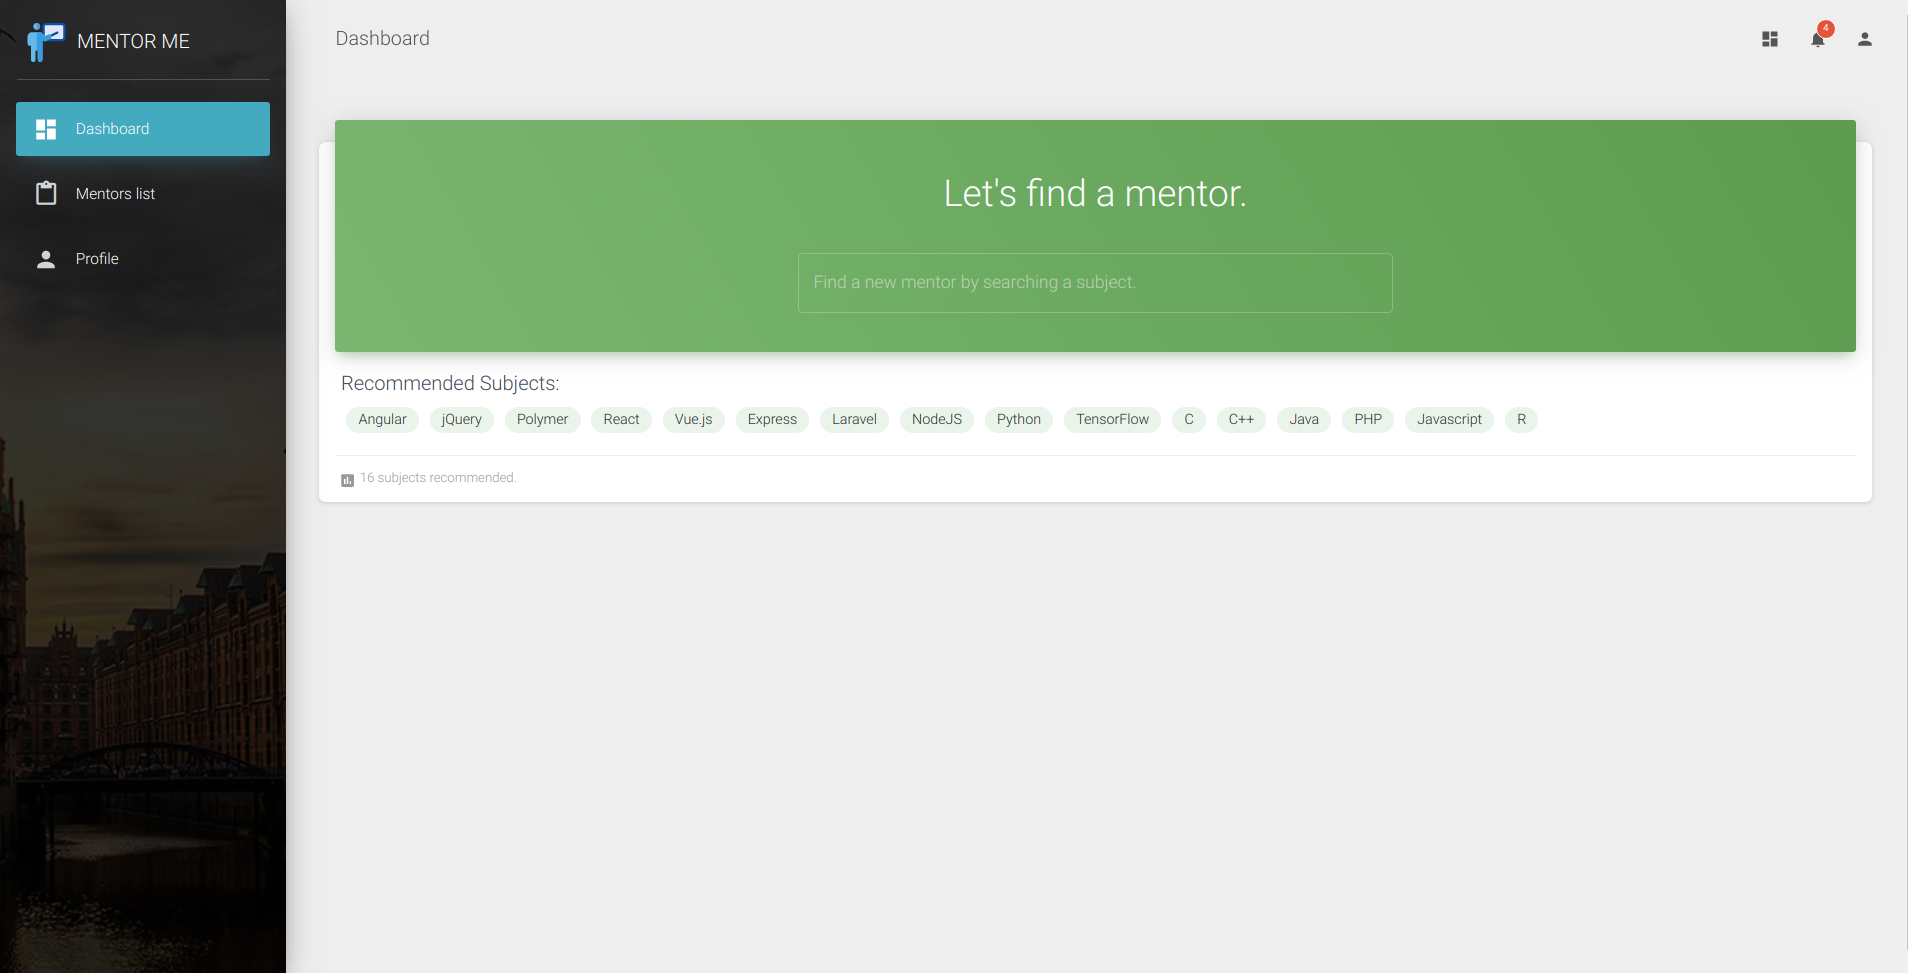 MENTOR ME
Dashboard
Mentors list
Profile
Dashboard
4
Let's find a mentor.
Find a new mentor by searching a subject.
Recommended Subjects:
Angular jQuery Polymer React Vue.js Express Laravel NodeJS Python TensorFlow C C++ Java PHP Javascript R
16 subjects recommended.